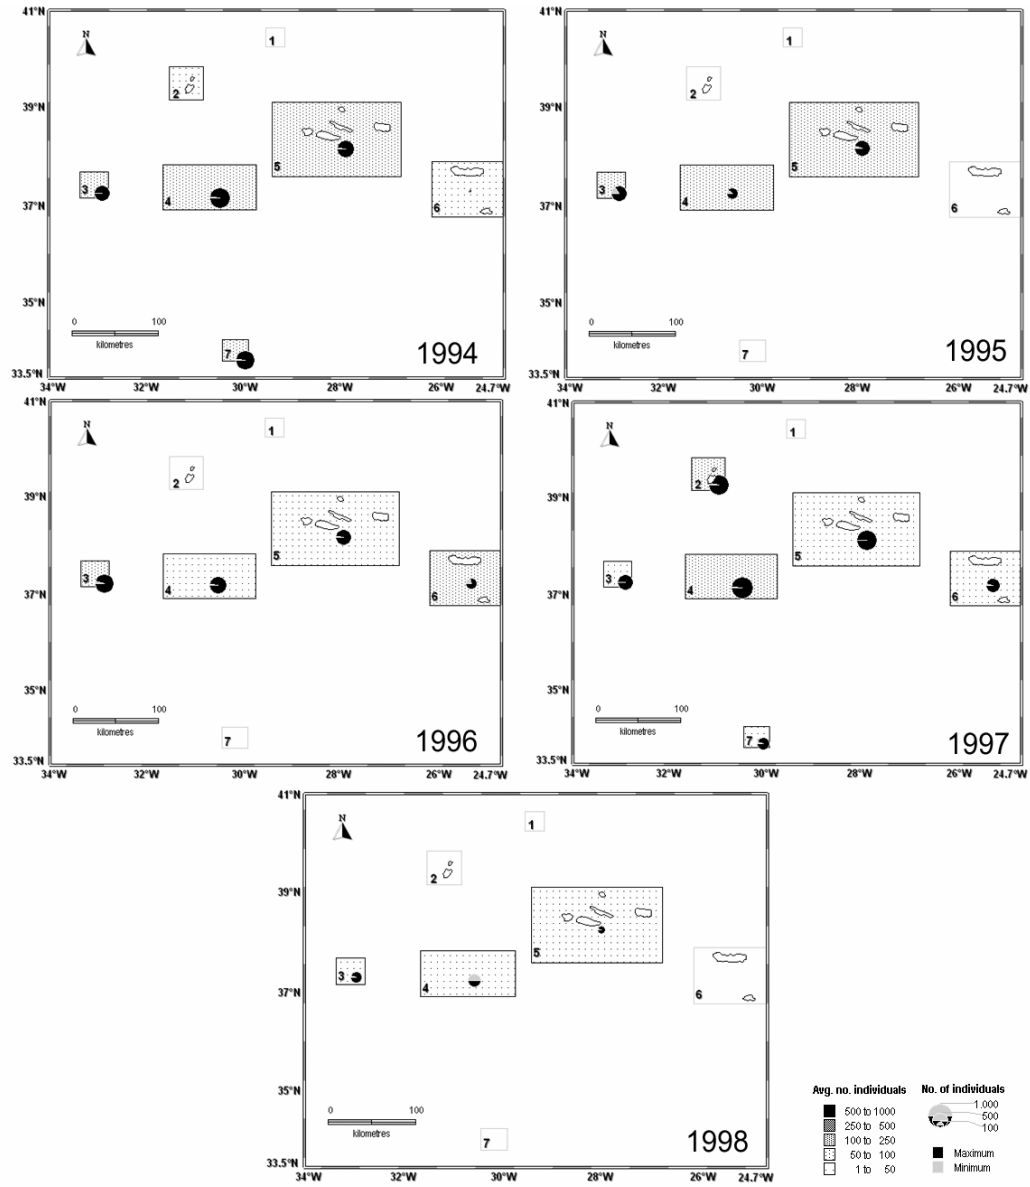 41°N
N
1
39°N
2
5
37°N
3
4
6
35°N
0 100
kilometres
7
1994
33.5°N
34°W 32°W 30°W 28°W 26°W 24.7°W
41°N
N
1
39°N
2
5
37°N
3
4
6
35°N
0 100
kilometres
7
1995
33.5°N
34°W 32°W 30°W 28°W 26°W 24.7°W
41°N
N
1
39°N
2
5
37°N
3
4
6
35°N
0 100
kilometres
7
1996
33.5°N
34°W 32°W 30°W 28°W 26°W 24.7°W
41°N
N
1
39°N
2
5
37°N
3
4
6
35°N
0 100
kilometres
7
1997
33.5°N
34°W 32°W 30°W 28°W 26°W 24.7°W
41°N
N
1
39°N
2
5
37°N
3
4
6
35°N
0 100
kilometres
7
1998
33.5°N
34°W 32°W 30°W 28°W 26°W 24.7°W
Avg. no. individuals
500 to 1000
250 to 500
100 to 250
50 to 100
1 to 50
No. of individuals
1.000
500
100
Maximum
Minimum